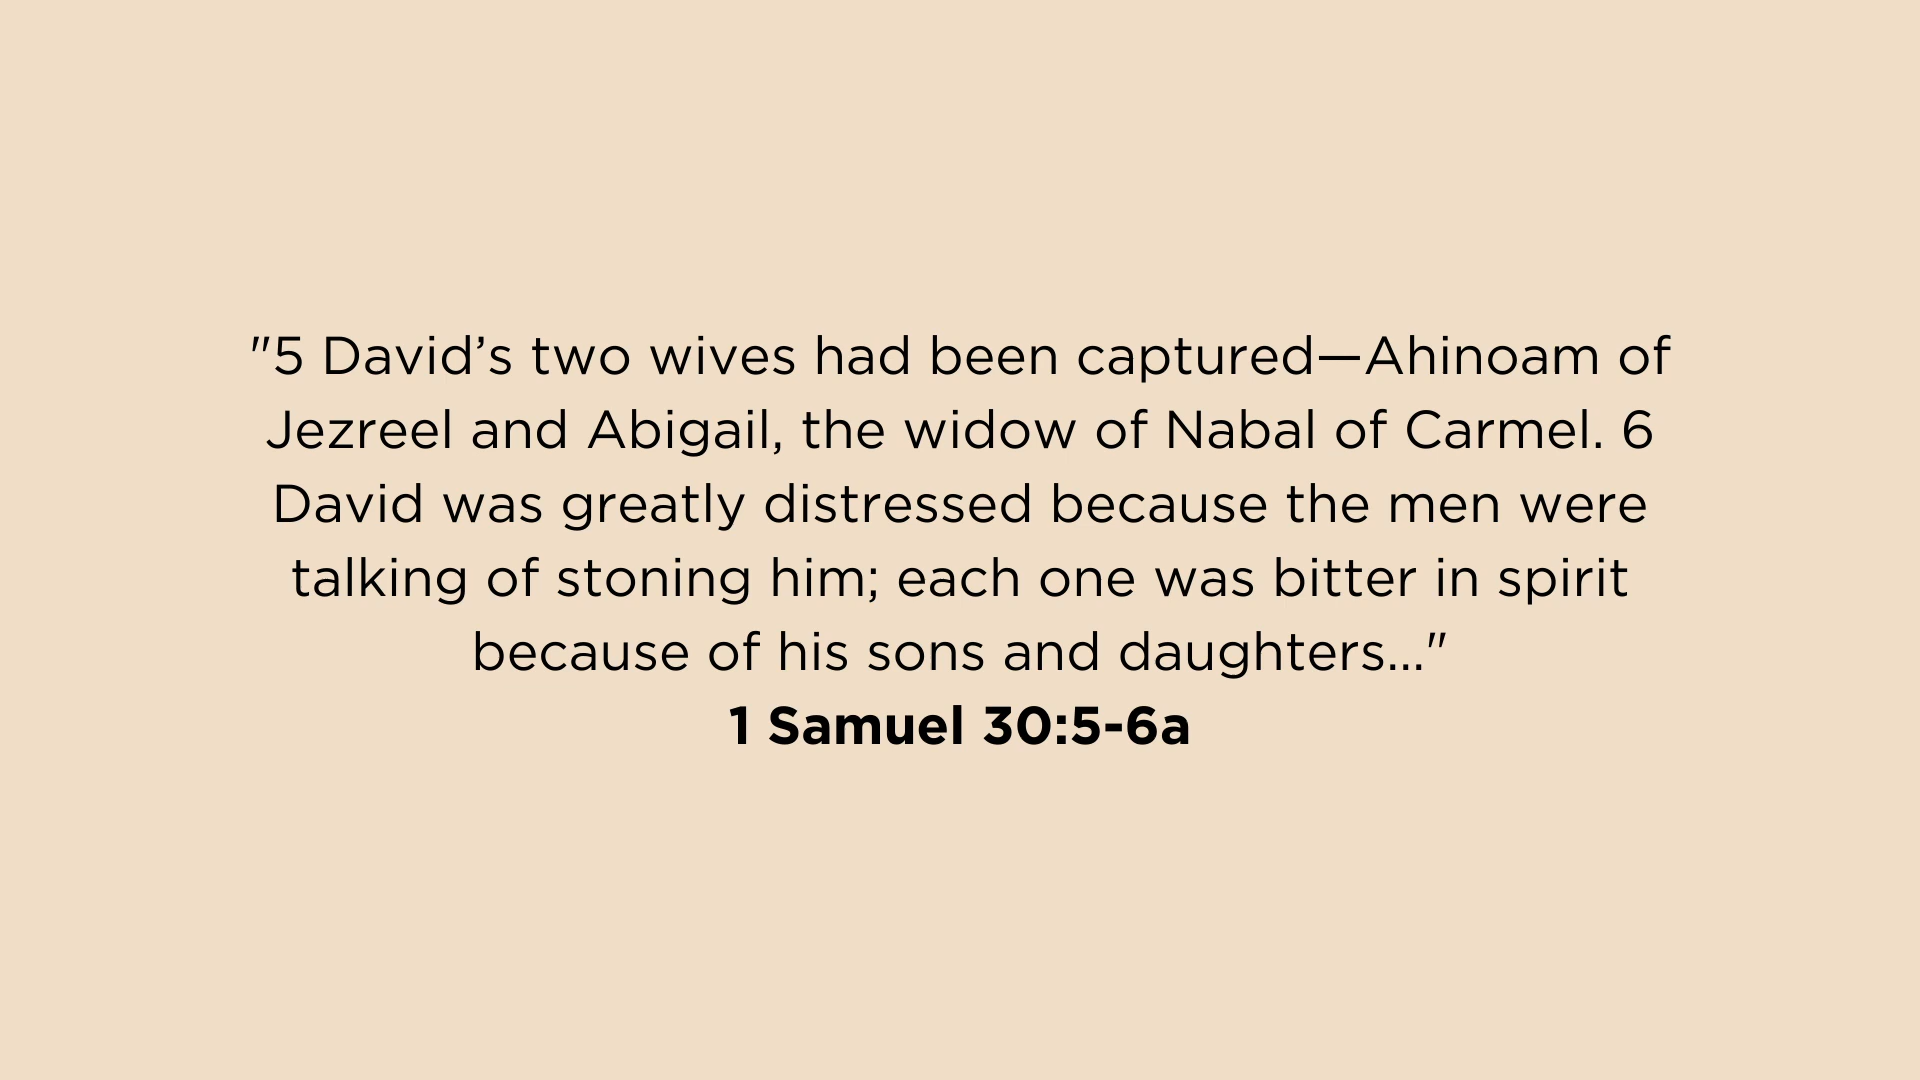 "5 David’s two wives had been captured—Ahinoam of
Jezreel and Abigail, the widow of Nabal of Carmel. 6
David was greatly distressed because the men were
talking of stoning him; each one was bitter in spirit
because of his sons and daughters..."
1 Samuel 30:5-6a